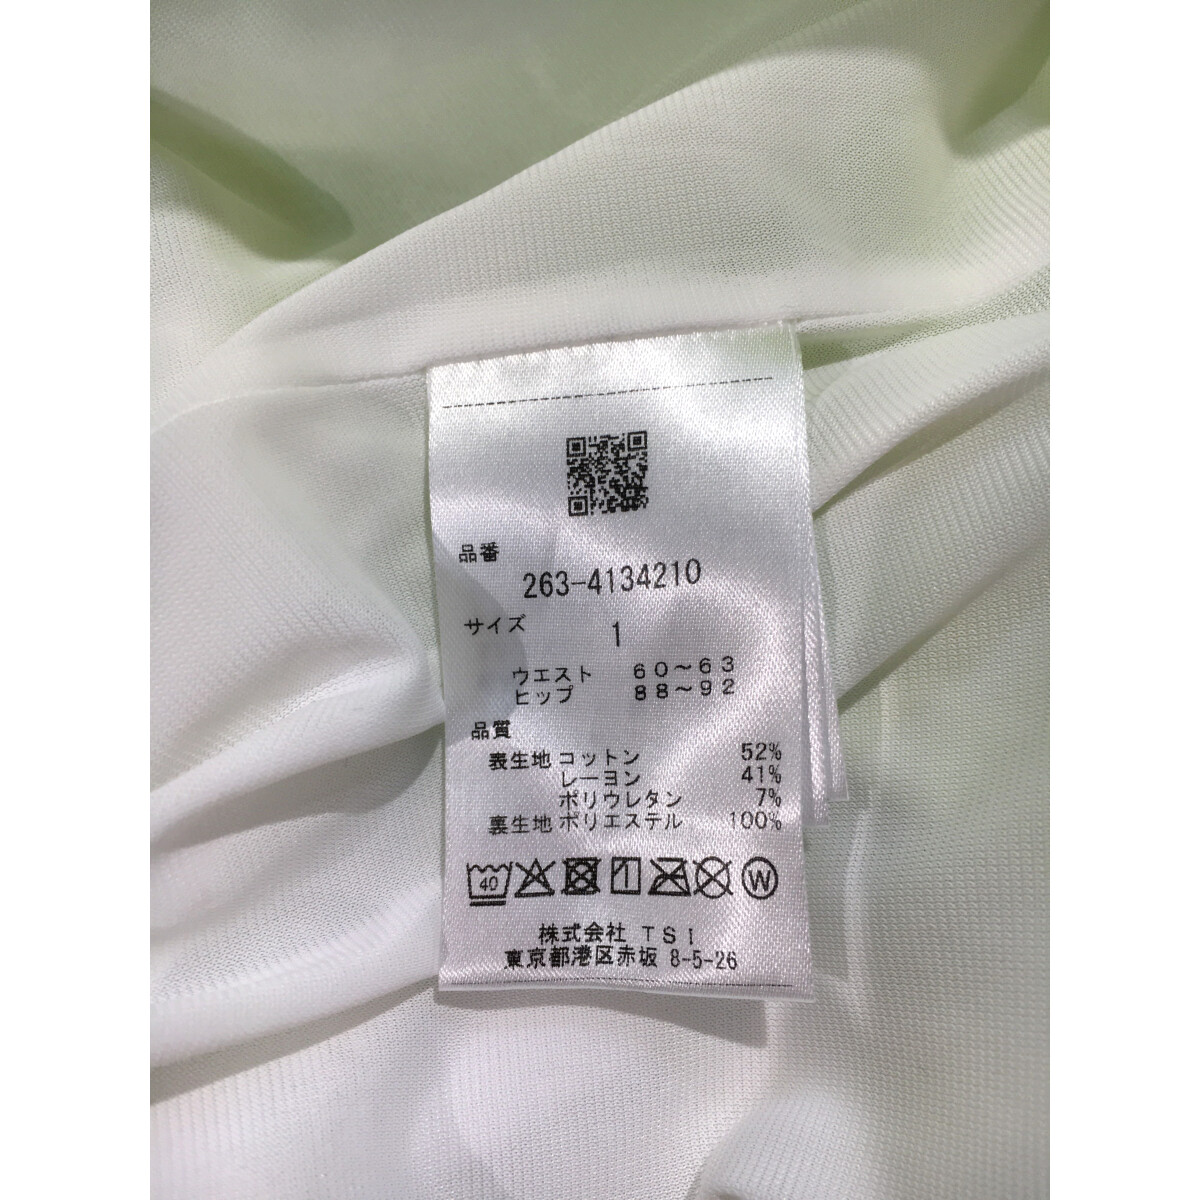 品番
263-4134210
サイズ 1
ウエスト 60～63
ヒップ 88～92
品質
表生地 コットン 52%
レーヨン 41%
ポリウレタン 7%
裏生地 ポリエステル 100%
40 W
株式会社 TSI
東京都港区赤坂 8-5-26